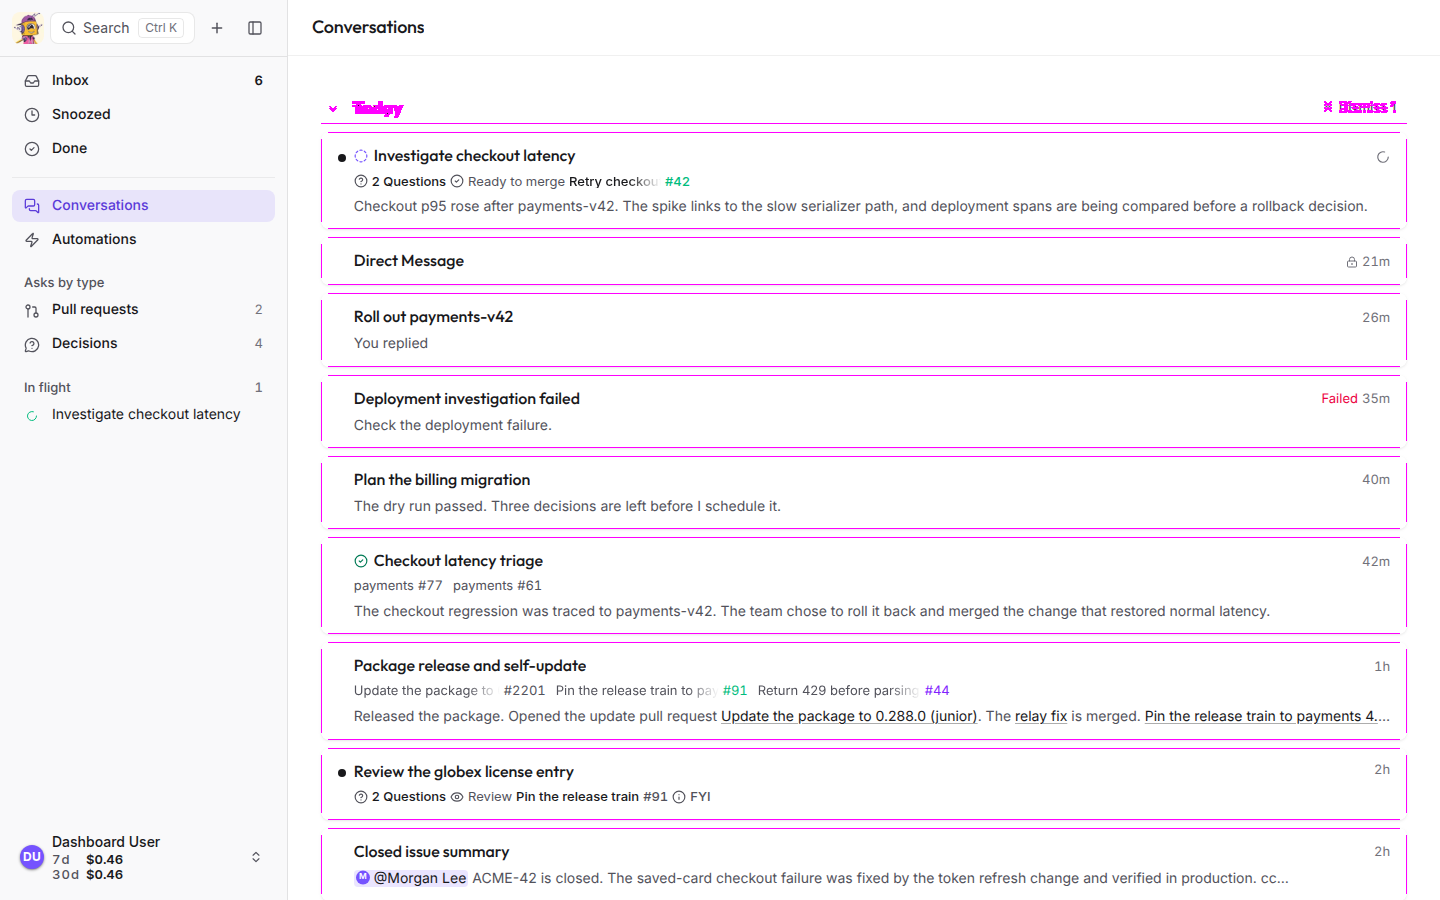 Search Ctrl K
Conversations
Inbox 6
Snoozed
Done
Conversations
Automations
Asks by type
Pull requests 2
Decisions 4
In flight 1
Investigate checkout latency
Dashboard User
7d $0.46
30d $0.46
DU
Today
Investigate checkout latency
2 Questions Ready to merge Retry checkou #42
Checkout p95 rose after payments-v42. The spike links to the slow serializer path, and deployment spans are being compared before a rollback decision.
Direct Message 21m
Roll out payments-v42 26m
You replied
Deployment investigation failed Failed 35m
Check the deployment failure.
Plan the billing migration 40m
The dry run passed. Three decisions are left before I schedule it.
Checkout latency triage 42m
payments #77 payments #61
The checkout regression was traced to payments-v42. The team chose to roll it back and merged the change that restored normal latency.
Package release and self-update 1h
Update the package to #2201 Pin the release train to pay #91 Return 429 before parsing #44
Released the package. Opened the update pull request Update the package to 0.288.0 (junior). The relay fix is merged. Pin the release train to payments 4....
Review the globex license entry 2h
2 Questions Review Pin the release train #91 FYI
Closed issue summary 2h
M @Morgan Lee ACME-42 is closed. The saved-card checkout failure was fixed by the token refresh change and verified in production. cc...